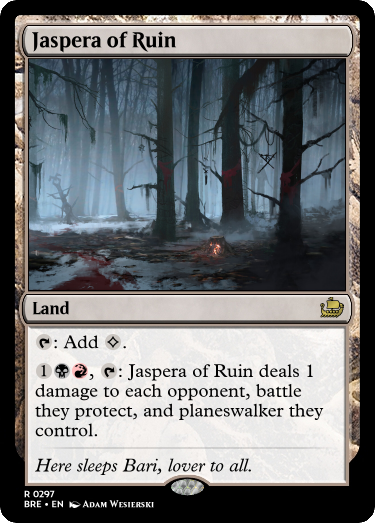 Jaspera of Ruin
Land
: Add .
1, : Jaspera of Ruin deals 1
damage to each opponent, battle
they protect, and planeswalker they
control.
Here sleeps Bari, lover to all.
R 0297
BRE • EN Adam Wesierski